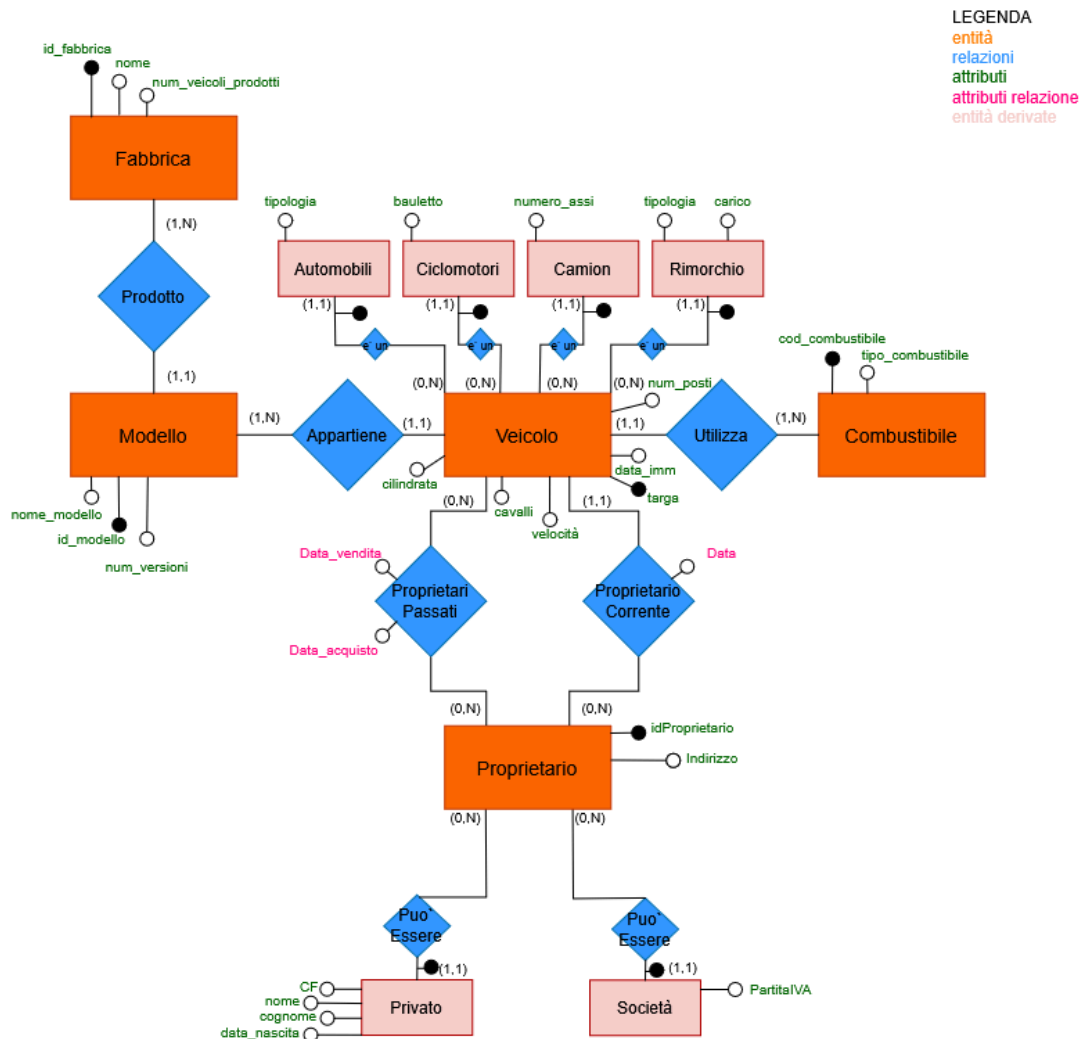 LEGENDA
entità
relazioni
attributi
attributi relazione
entità derivate
id_fabbrica
nome
num_veicoli_prodotti
Fabbrica
(1,N)
Prodotto
(1,1)
tipologia
bauletto
numero_assi
tipologia
carico
Automobili
Ciclomotori
Camion
Rimorchio
(1,1)
(1,1)
(1,1)
(1,1)
e' un
e' un
e' un
e' un
(0,N)
(0,N)
(0,N)
(0,N)
num_posti
cod_combustibile
tipo_combustibile
Modello
(1,N)
Appartiene
(1,1)
Veicolo
(1,1)
Utilizza
(1,N)
Combustibile
nome_modello
id_modello
num_versioni
cilindrata
cavalli
velocità
data_imm
targa
(0,N)
(1,1)
Data_vendita
Proprietari
Passati
Data_acquisto
Data
Proprietario
Corrente
(0,N)
(0,N)
Proprietario
idProprietario
Indirizzo
(0,N)
(0,N)
Puo'
Essere
Puo'
Essere
(1,1)
(1,1)
CF
nome
cognome
data_nascita
Privato
Società
PartitaIVA